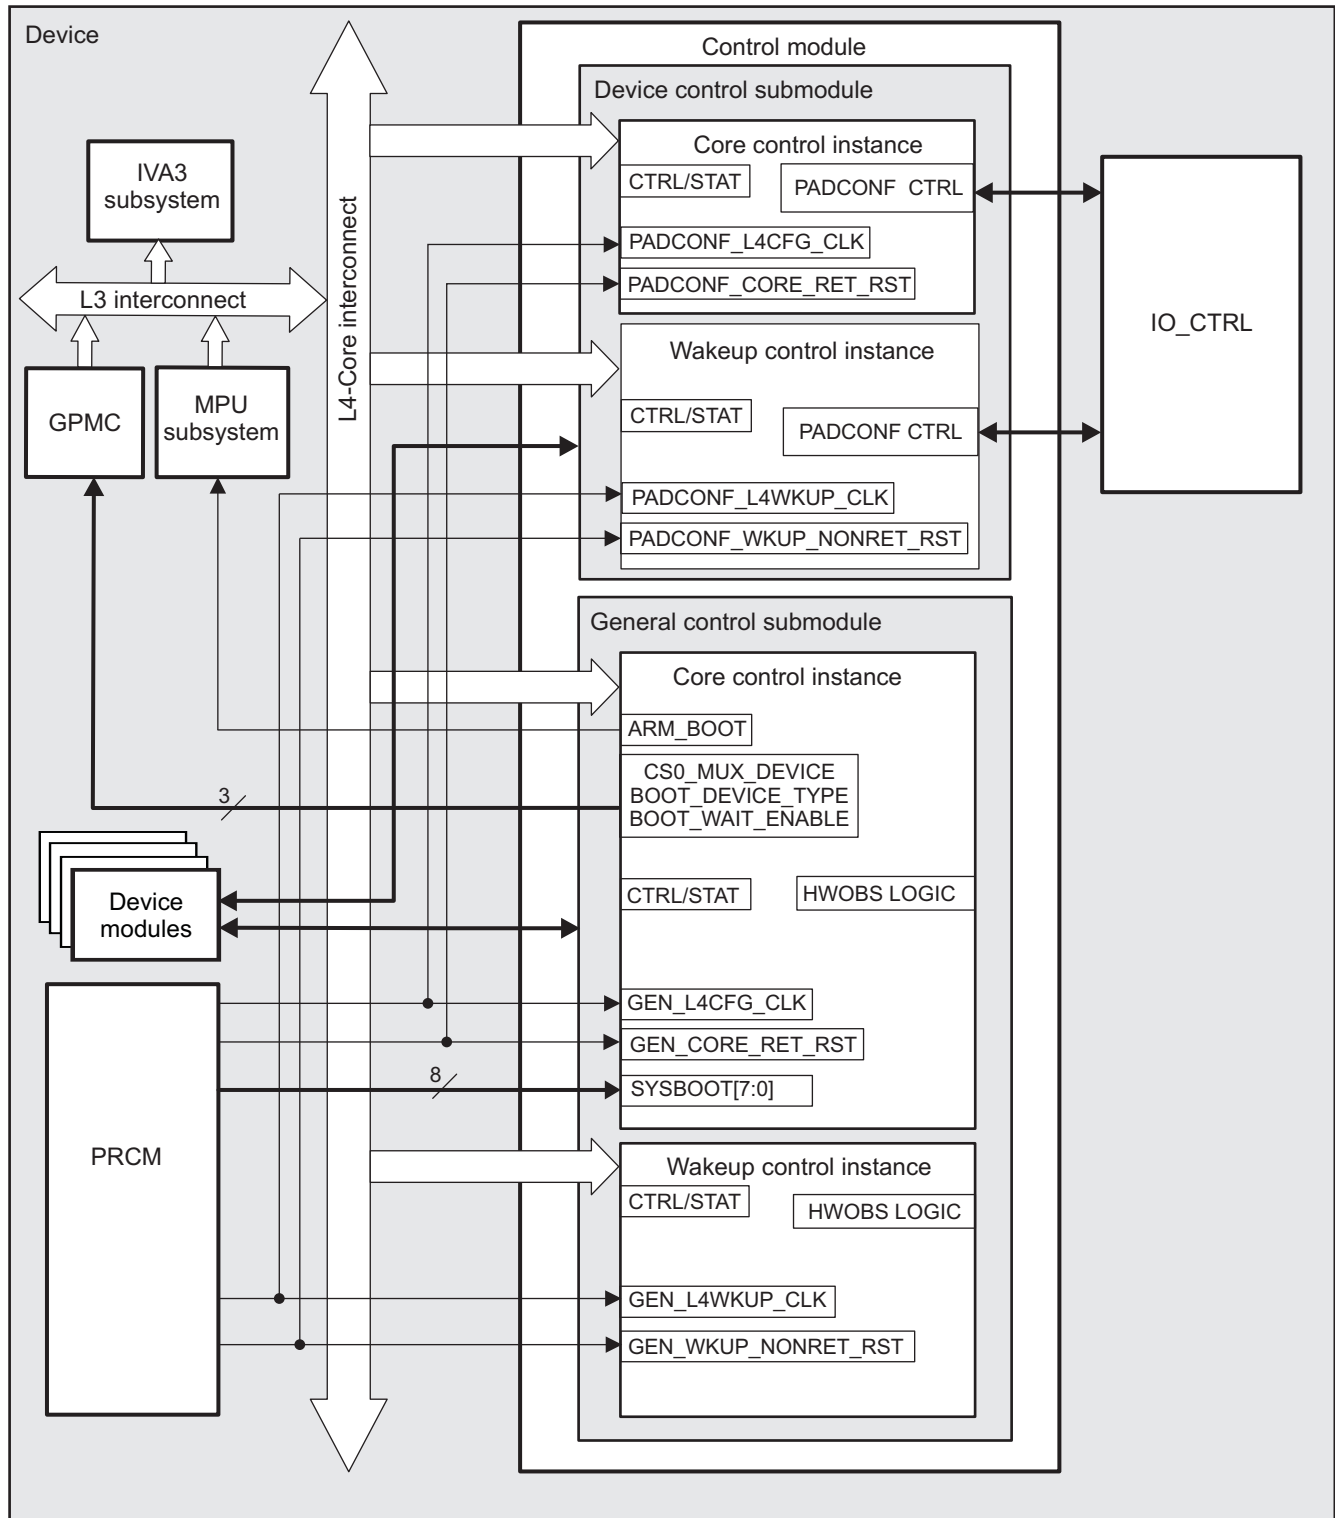 Device
Control module
Device control submodule
Core control instance
CTRL/STAT
PADCONF CTRL
PADCONF_L4CFG_CLK
PADCONF_CORE_RET_RST
IVA3
subsystem
L3 interconnect
L4-Core interconnect
IO_CTRL
GPMC
MPU
subsystem
Wakeup control instance
CTRL/STAT
PADCONF CTRL
PADCONF_L4WKUP_CLK
PADCONF_WKUP_NONRET_RST
General control submodule
Core control instance
ARM_BOOT
CS0_MUX_DEVICE
BOOT_DEVICE_TYPE
BOOT_WAIT_ENABLE
3
Device
modules
CTRL/STAT
HWOBS LOGIC
GEN_L4CFG_CLK
GEN_CORE_RET_RST
8
SYSBOOT[7:0]
PRCM
Wakeup control instance
CTRL/STAT
HWOBS LOGIC
GEN_L4WKUP_CLK
GEN_WKUP_NONRET_RST